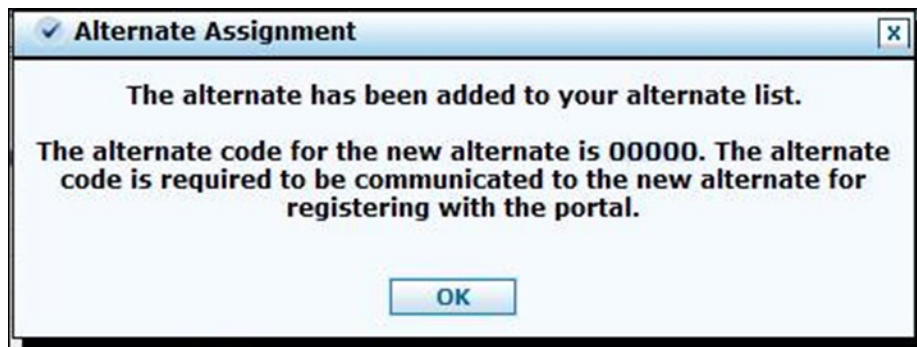 Alternate Assignment
x
The alternate has been added to your alternate list.
The alternate code for the new alternate is 00000. The alternate
code is required to be communicated to the new alternate for
registering with the portal.
OK